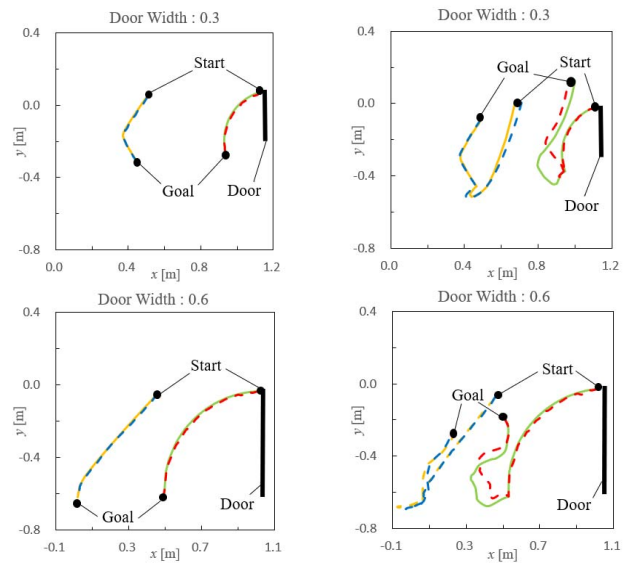 Door Width : 0.3
0.4
0.0
-0.4
-0.8
y [m]
Start
Goal
Door
0.0
0.4
0.8
1.2
x [m]
Door Width : 0.3
0.4
0.0
-0.4
-0.8
y [m]
Goal
Start
Door
0.0
0.4
0.8
1.2
x [m]
Door Width : 0.6
0.4
0.0
-0.4
-0.8
y [m]
Start
Goal
Door
-0.1
0.3
0.7
1.1
x [m]
Door Width : 0.6
0.4
0.0
-0.4
-0.8
y [m]
Start
Goal
Door
-0.1
0.3
0.7
1.1
x [m]